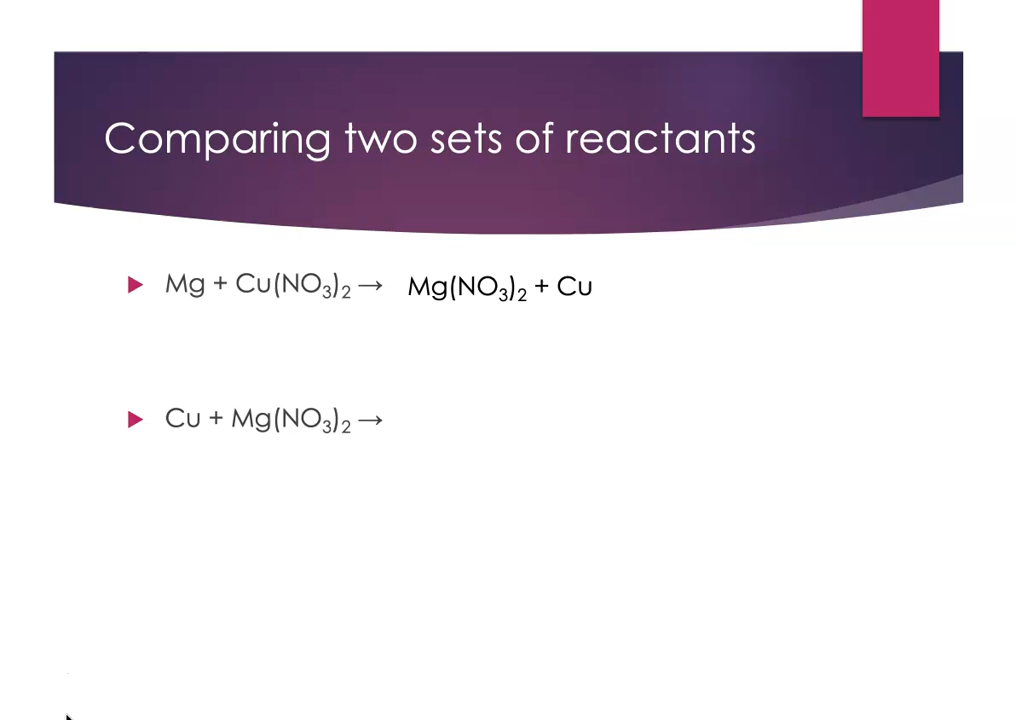 Comparing two sets of reactants
Mg + Cu(NO₃)₂ → Mg(NO₃)₂ + Cu
Cu + Mg(NO₃)₂ →